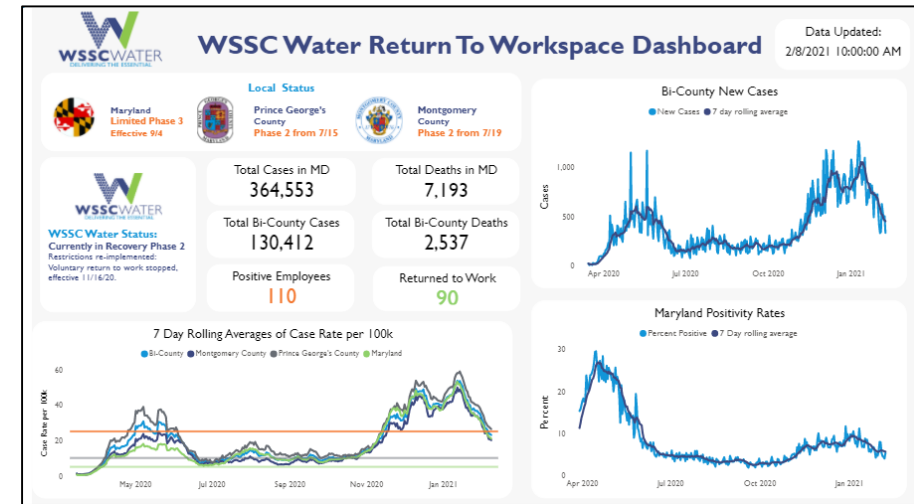 WSSCWATER
DELIVERING THE ESSENTIAL
WSSC Water Return To Workspace Dashboard
Data Updated:
2/8/2021 10:00:00 AM
Local Status
Maryland
Limited Phase 3
Effective 9/4
Prince George's
County
Phase 2 from 7/15
Montgomery
County
Phase 2 from 7/19
WSSCWATER
DELIVERING THE ESSENTIAL
WSSC Water Status:
Currently in Recovery Phase 2
Restrictions re-implemented:
Voluntary return to work stopped,
effective 11/16/20.
Total Cases in MD
364,553
Total Deaths in MD
7,193
Total Bi-County Cases
130,412
Total Bi-County Deaths
2,537
Positive Employees
110
Returned to Work
90
Bi-County New Cases
New Cases 7 day rolling average
Cases
1,000
500
0
Apr 2020 Jul 2020 Oct 2020 Jan 2021
7 Day Rolling Averages of Case Rate per 100k
Bi-County Montgomery County Prince George's County Maryland
Case Rate per 100k
60
40
20
0
May 2020 Jul 2020 Sep 2020 Nov 2020 Jan 2021
Maryland Positivity Rates
Percent Positive 7 Day rolling average
Percent
30
20
10
0
Apr 2020 Jul 2020 Oct 2020 Jan 2021